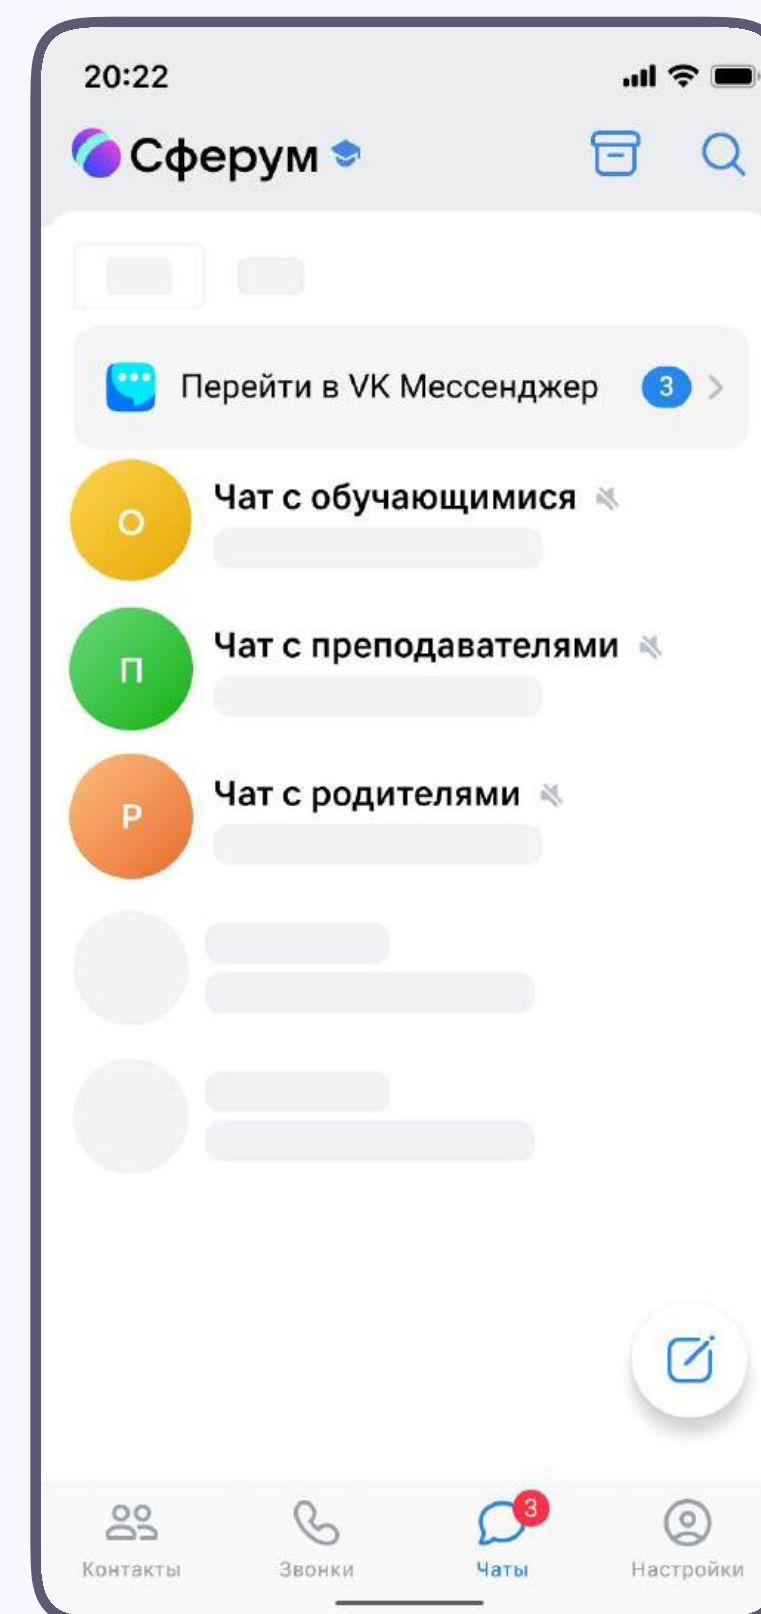 20:22
Сферум
Перейти в VK Мессенджер 3
О
Чат с обучающимися
П
Чат с преподавателями
Р
Чат с родителями
3
Контакты Звонки Чаты Настройки